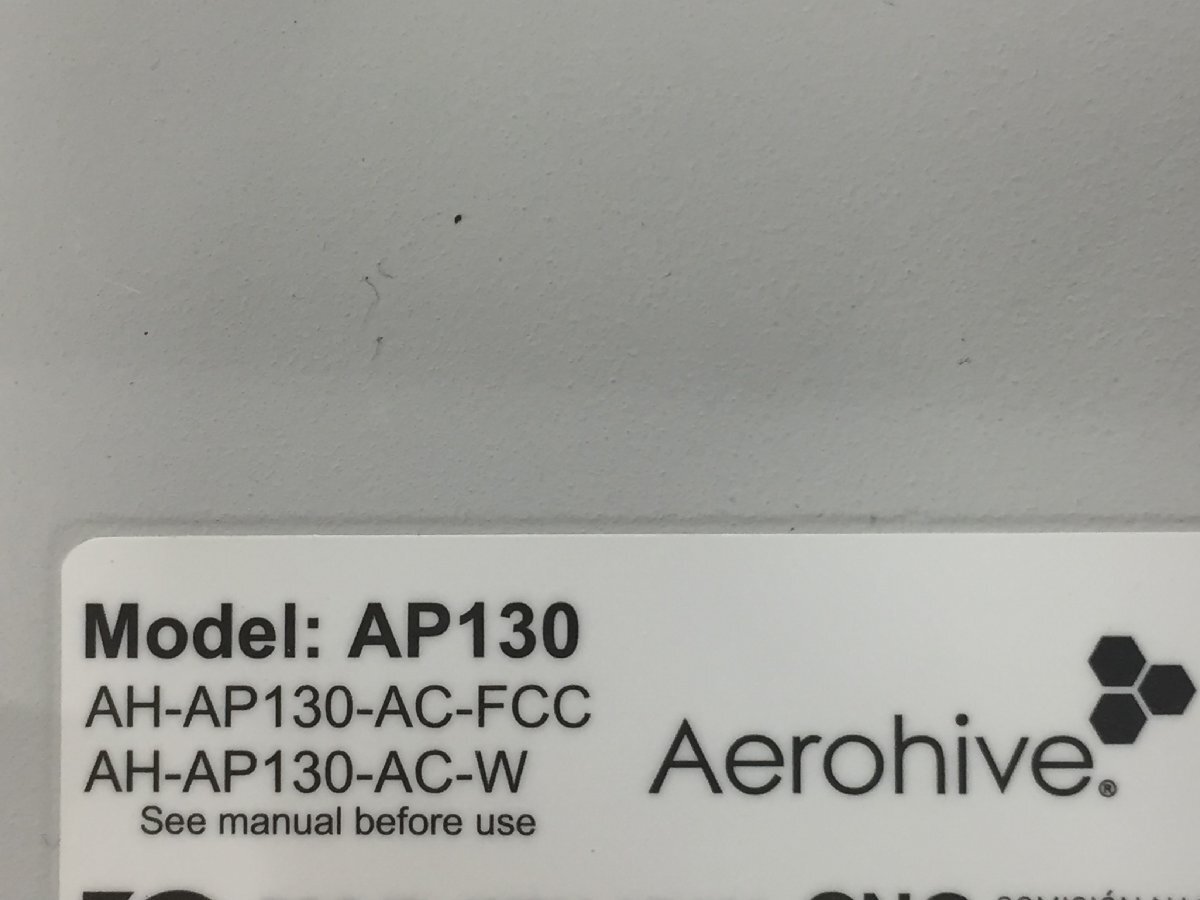 Model: AP130
AH-AP130-AC-FCC
AH-AP130-AC-W
See manual before use
Aerohive®